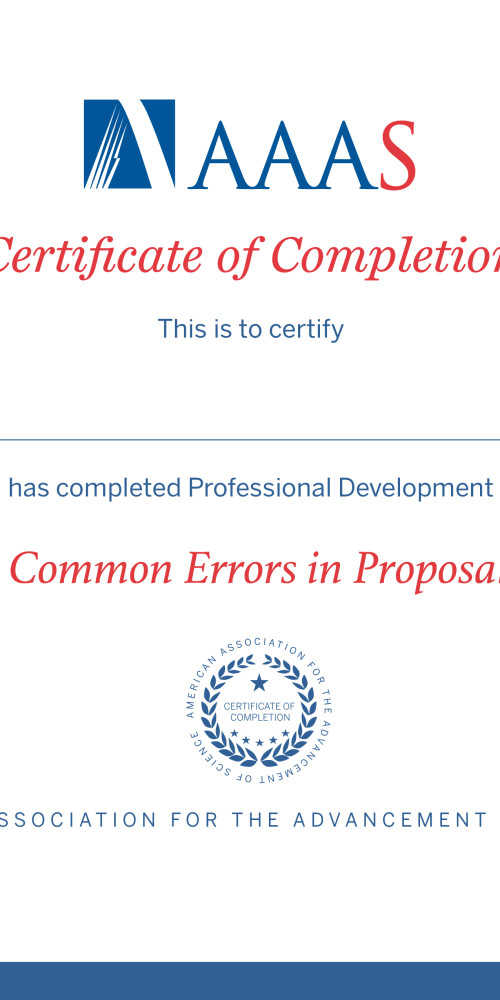 AAAS
Certificate of Completion
This is to certify
has completed Professional Development
Common Errors in Proposa
AMERICAN ASSOCIATION FOR THE ADVANCEMENT OF SCIENCE
CERTIFICATE OF
COMPLETION
SSOCIATION FOR THE ADVANCEMENT